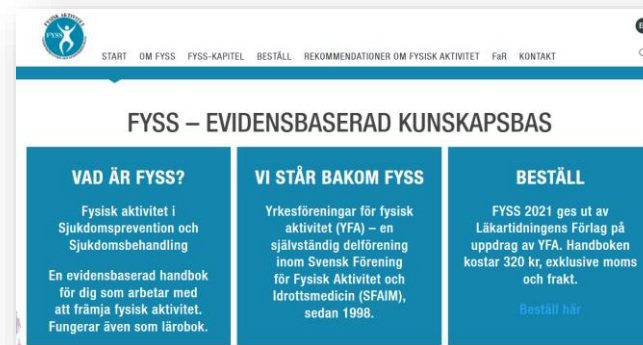 FYSISK AKTIVITET
FYSS
START OM FYSS FYSS-KAPITEL BESTÄLL REKOMMENDATIONER OM FYSISK AKTIVITET FaR KONTAKT
FYSS – EVIDENSBASERAD KUNSKAPSBAS
VAD ÄR FYSS?
Fysisk aktivitet i
Sjukdomsprevention och
Sjukdomsbehandling
En evidensbaserad handbok
för dig som arbetar med
att främja fysisk aktivitet.
Fungerar även som lärobok.
VI STÅR BAKOM FYSS
Yrkesföreningar för fysisk
aktivitet (YFA) – en
självständig delförening
inom Svensk Förening
för Fysisk Aktivitet och
Idrottsmedicin (SFAIM),
sedan 1998.
BESTÄLL
FYSS 2021 ges ut av
Läkartidningens Förlag på
uppdrag av YFA. Handboken
kostar 320 kr, exklusive moms
och frakt.
Beställ här